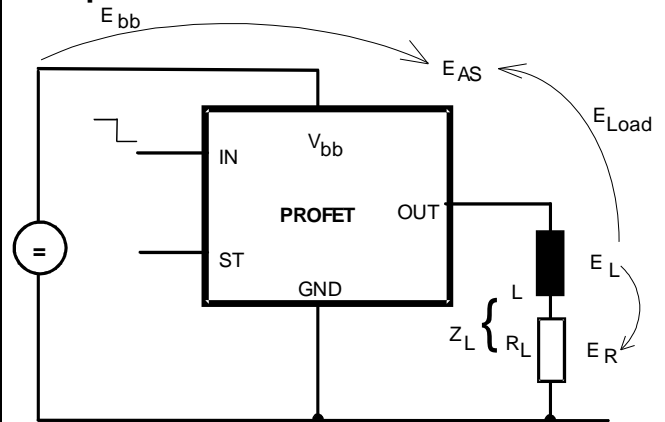 E bb
E AS
E Load
V bb
IN
PROFET
OUT
=
ST
GND
E L
L
Z L { R L
E R